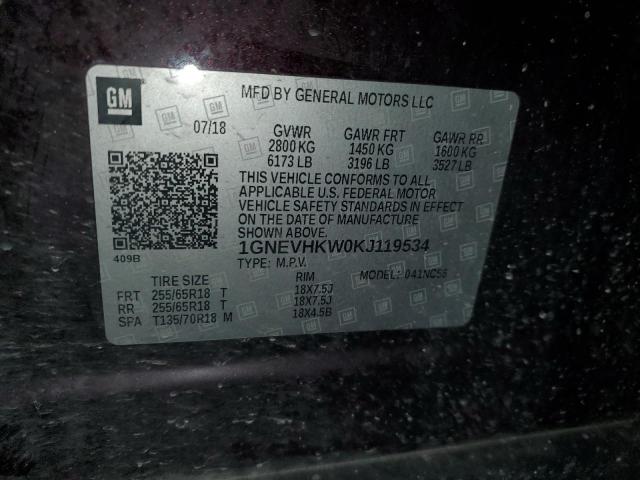 GM
MFD BY GENERAL MOTORS LLC
07/18 GVWR GAWR FRT GAWR RR
2800 KG 1450 KG 1600 KG
6173 LB 3196 LB 3527 LB
THIS VEHICLE CONFORMS TO ALL
APPLICABLE U.S. FEDERAL MOTOR
VEHICLE SAFETY STANDARDS IN EFFECT
ON THE DATE OF MANUFACTURE
SHOWN ABOVE.
1GNEVHKW0KJ119534
409B TYPE: M.P.V. MODEL: 041NC56
TIRE SIZE RIM
FRT 255/65R18 T 18X7.5J
RR 255/65R18 T 18X7.5J
SPA T135/70R18 M 18X4.5B